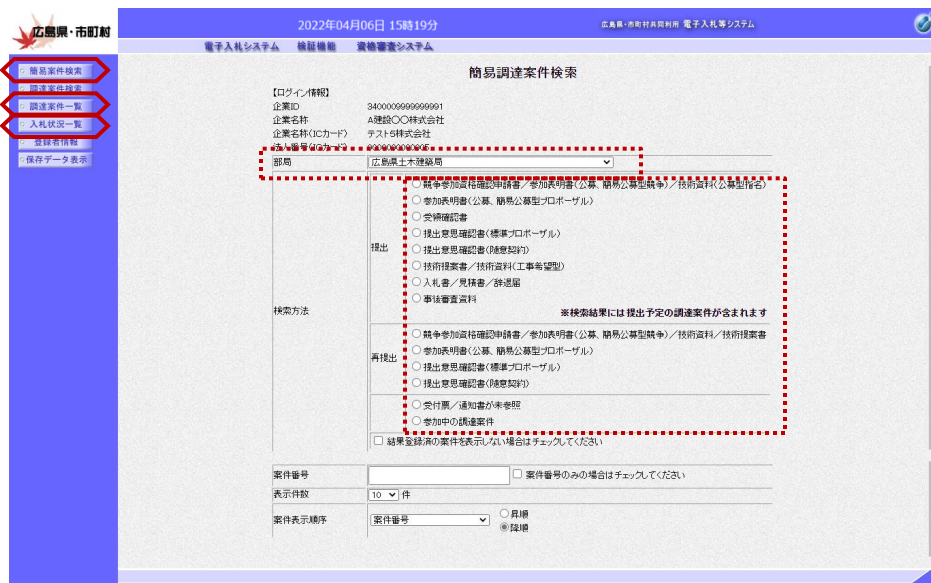 広島県・市町村
2022年04月06日 15時19分
広島県・市町村共同利用 電子入札等システム
電子入札システム 検証機能 資格審査システム
簡易案件検索
調達案件検索
調達案件一覧
入札状況一覧
登録者情報
保存データ表示
簡易調達案件検索
【ログイン情報】
企業ID 3400009999999991
企業名称 A建設〇〇株式会社
企業名称(ICカード) テスト5株式会社
法人番号(ICカード)
部局 広島県土木建築局
検索方法
提出
競争参加資格確認申請書／参加表明書(公募、簡易公募型競争)／技術資料(公募型指名)
参加表明書(公募、簡易公募型プロポーザル)
受領確認書
提出意思確認書(標準プロポーザル)
提出意思確認書(随意契約)
技術提案書／技術資料(工事希望型)
入札書／見積書／辞退届
事後審査資料
※検索結果には提出予定の調達案件が含まれます
再提出
競争参加資格確認申請書／参加表明書(公募、簡易公募型競争)／技術資料／技術提案書
参加表明書(公募、簡易公募型プロポーザル)
提出意思確認書(標準プロポーザル)
提出意思確認書(随意契約)
受付票／通知書が未参照
参加中の調達案件
結果登録済の案件を表示しない場合はチェックしてください
案件番号 案件番号のみの場合はチェックしてください
表示件数 10 件
案件表示順序 案件番号
昇順
降順